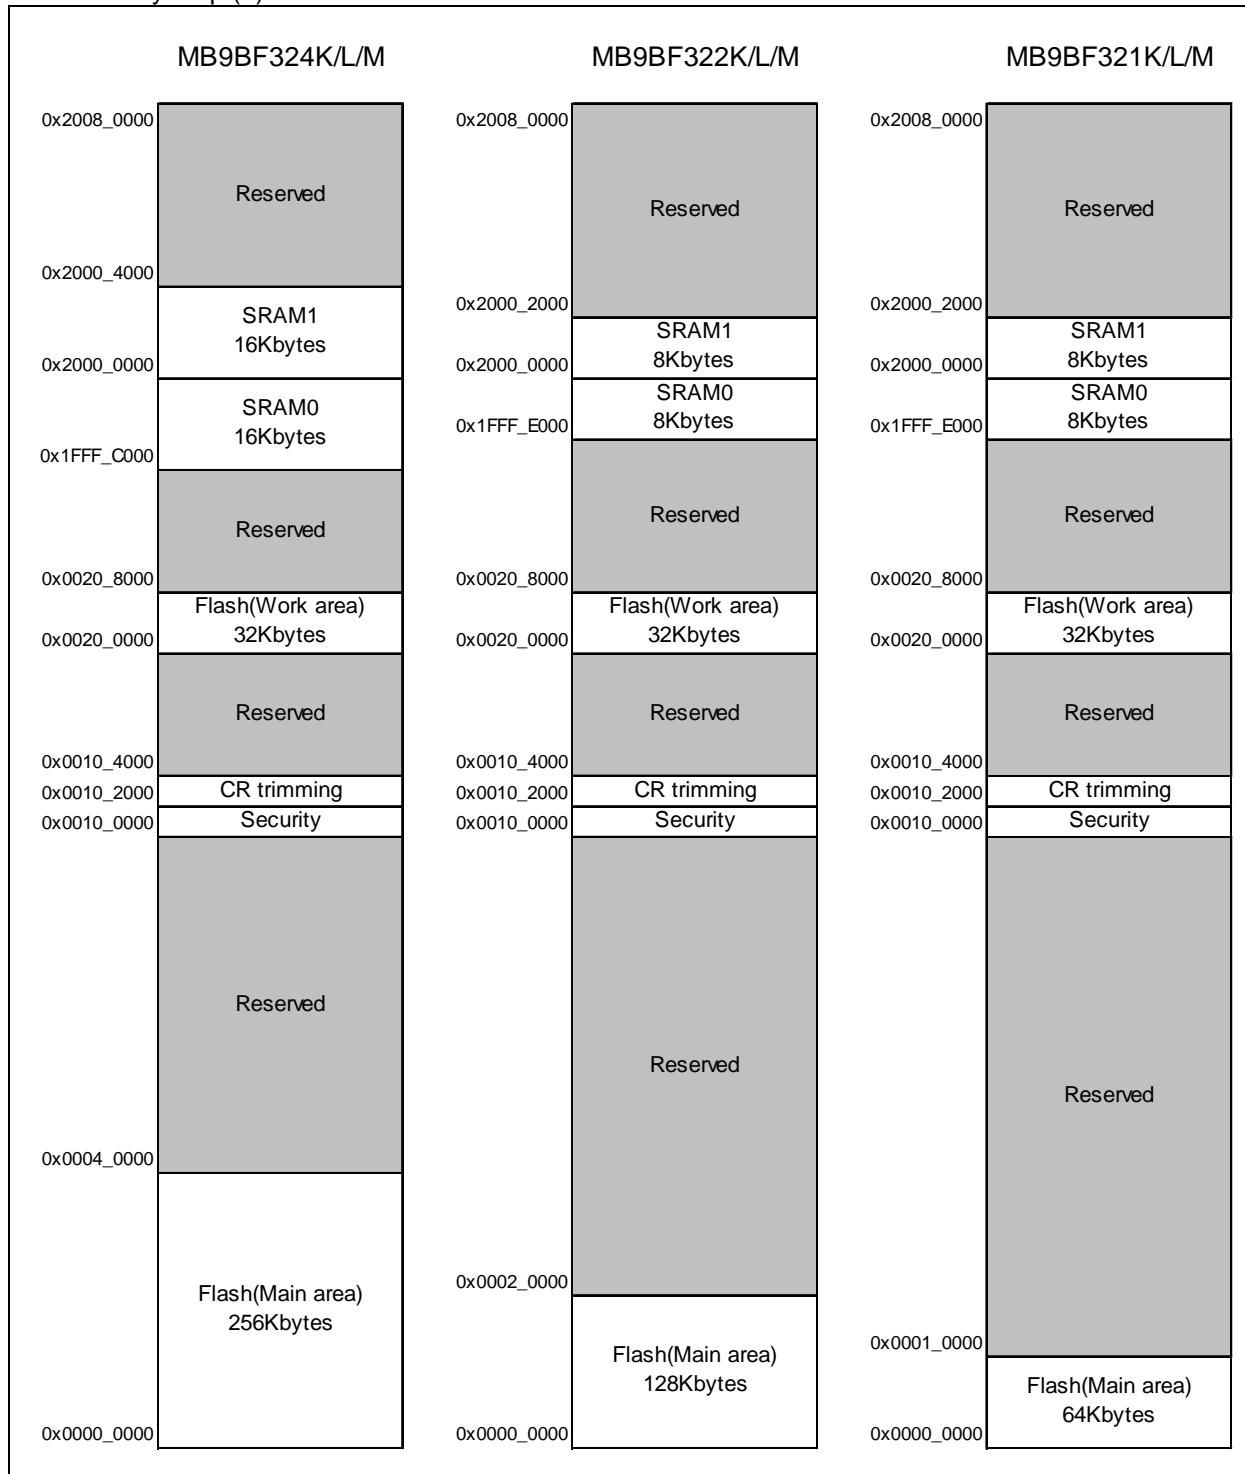 MB9BF324K/L/M
0x2008_0000
Reserved
0x2000_4000
SRAM1
16Kbytes
0x2000_0000
SRAM0
16Kbytes
0x1FFF_C000
Reserved
0x0020_8000
Flash(Work area)
32Kbytes
0x0020_0000
Reserved
0x0010_4000
CR trimming
0x0010_2000
Security
0x0010_0000
Reserved
0x0004_0000
Flash(Main area)
256Kbytes
0x0000_0000
MB9BF322K/L/M
0x2008_0000
Reserved
0x2000_2000
SRAM1
8Kbytes
0x2000_0000
SRAM0
8Kbytes
0x1FFF_E000
Reserved
0x0020_8000
Flash(Work area)
32Kbytes
0x0020_0000
Reserved
0x0010_4000
CR trimming
0x0010_2000
Security
0x0010_0000
Reserved
0x0002_0000
Flash(Main area)
128Kbytes
0x0000_0000
MB9BF321K/L/M
0x2008_0000
Reserved
0x2000_2000
SRAM1
8Kbytes
0x2000_0000
SRAM0
8Kbytes
0x1FFF_E000
Reserved
0x0020_8000
Flash(Work area)
32Kbytes
0x0020_0000
Reserved
0x0010_4000
CR trimming
0x0010_2000
Security
0x0010_0000
Reserved
0x0001_0000
Flash(Main area)
64Kbytes
0x0000_0000